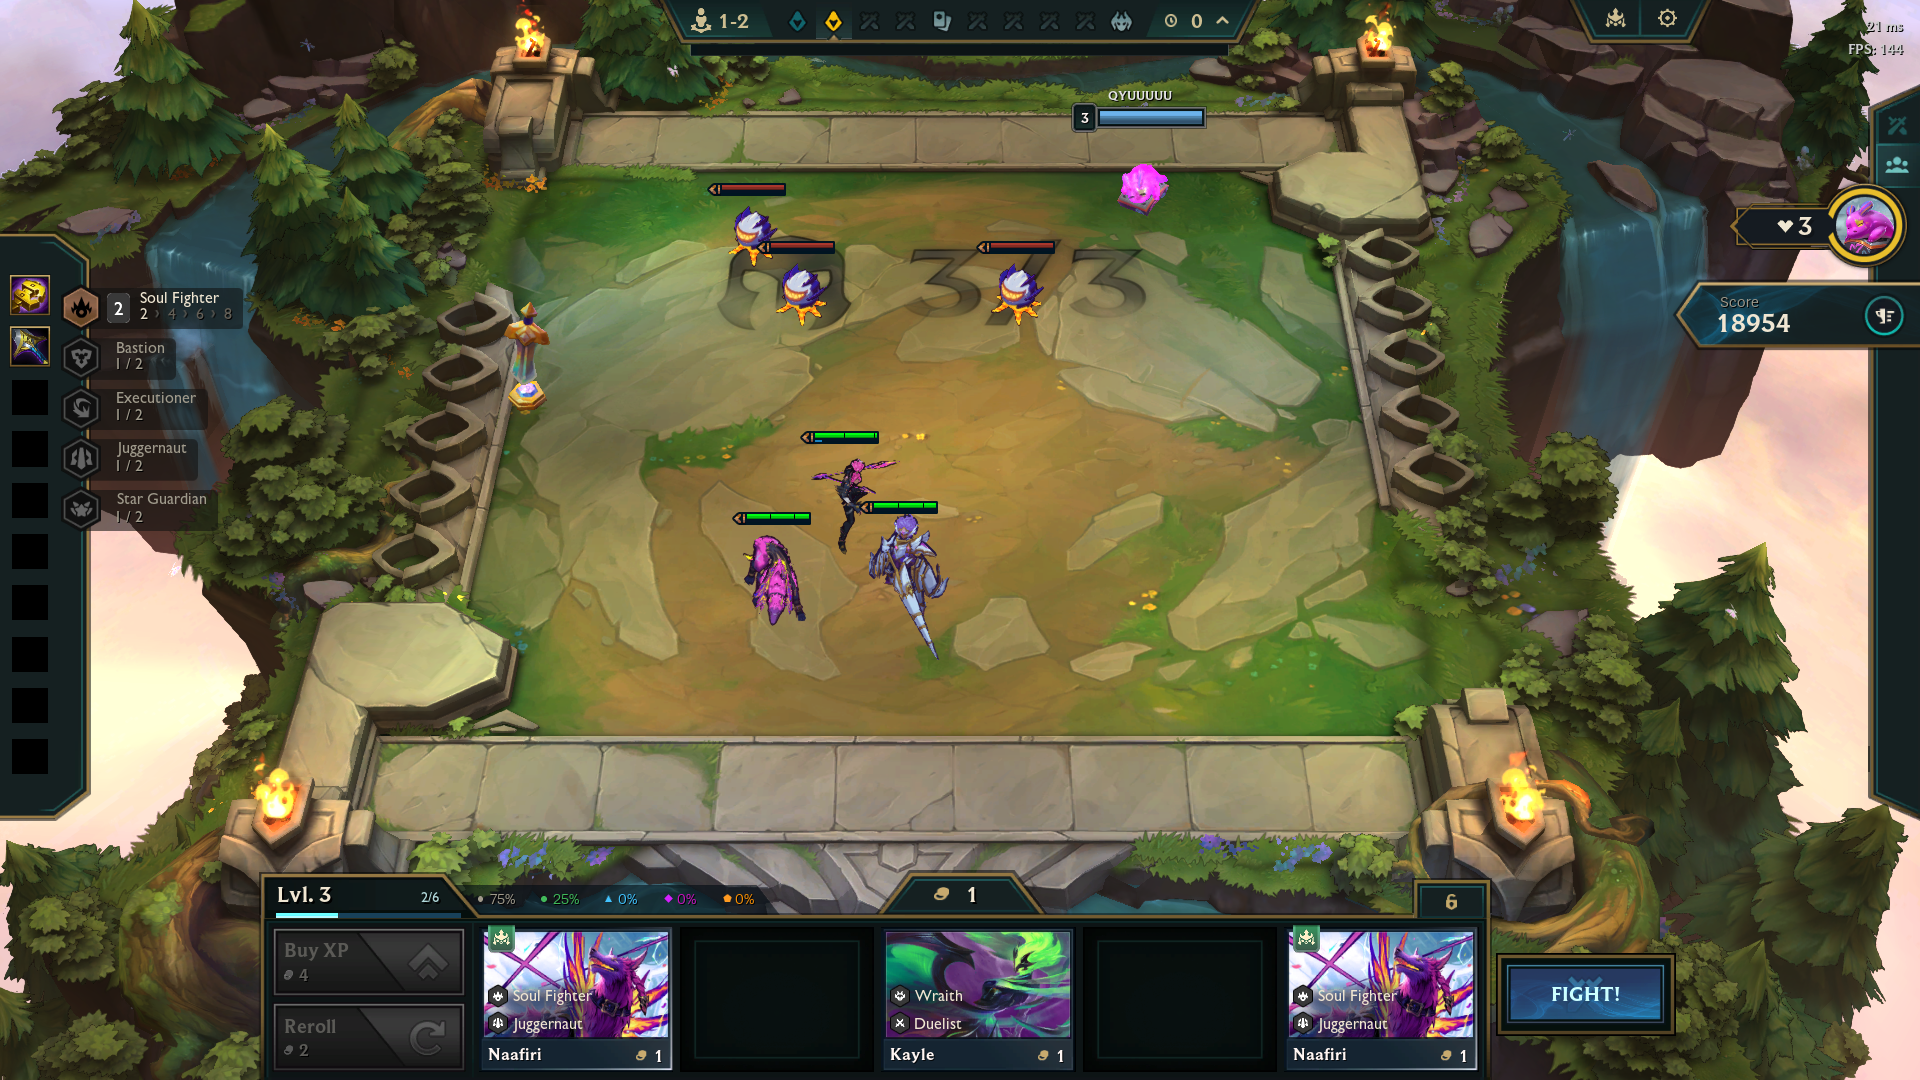 1-2
0
21 ms
FPS: 144
QYUUUUU
3
3
Score
18954
3/3
2
Soul Fighter
2 › 4 › 6 › 8
Bastion
1 / 2
Executioner
1 / 2
Juggernaut
1 / 2
Star Guardian
1 / 2
Lvl. 3
2/6
75%
25%
0%
0%
0%
1
6
Buy XP
4
Reroll
2
Soul Fighter
Juggernaut
Naafiri
1
Wraith
Duelist
Kayle
1
Soul Fighter
Juggernaut
Naafiri
1
FIGHT!